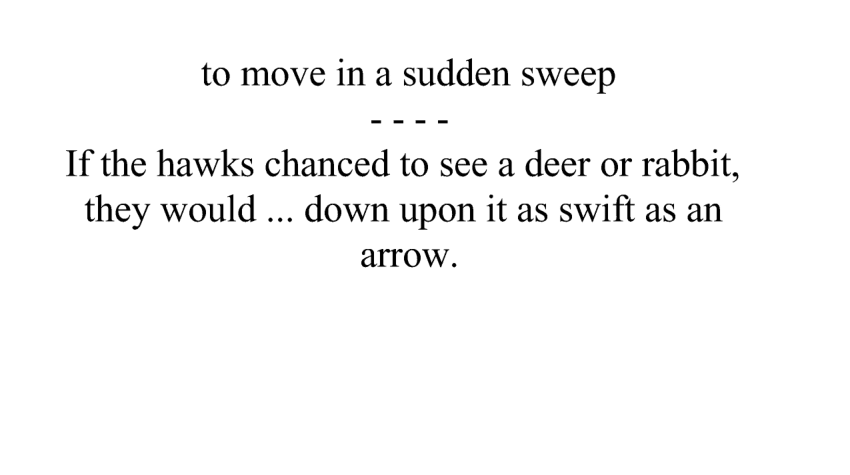 to move in a sudden sweep
- - - -
If the hawks chanced to see a deer or rabbit,
they would ... down upon it as swift as an
arrow.